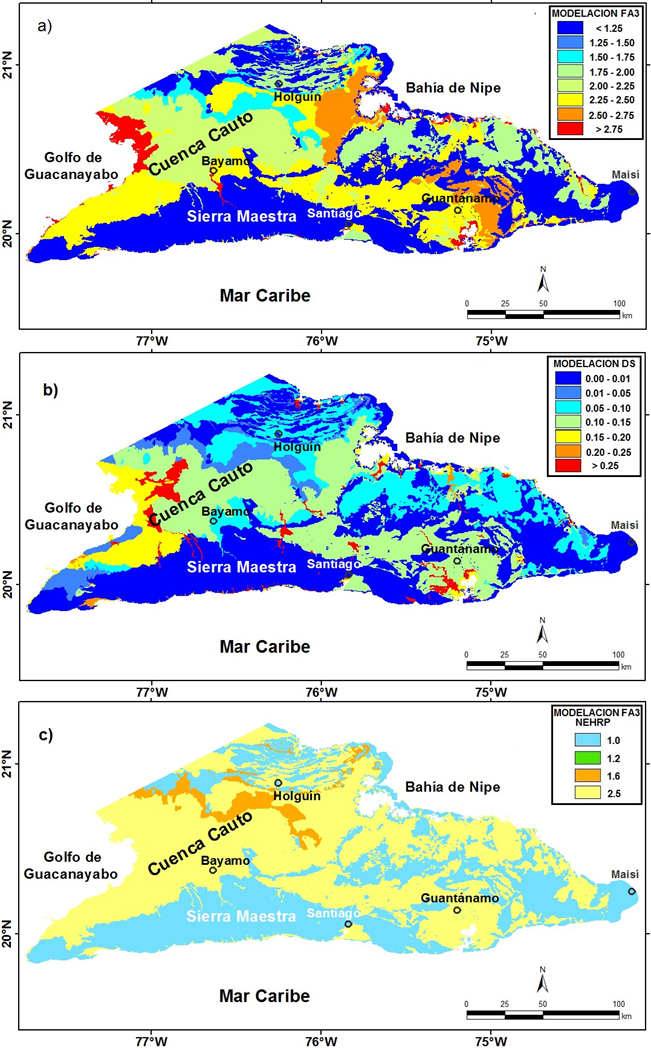 a)
MODELACION FA3
< 1.25
1.25 - 1.50
1.50 - 1.75
1.75 - 2.00
2.00 - 2.25
2.25 - 2.50
2.50 - 2.75
> 2.75
21°N
20°N
Holguín
Bahía de Nipe
Cuenca Cauto
Golfo de
Guacanayabo
Bayamo
Maisí
Guantánamp
Sierra Maestra
Santiago
Mar Caribe
N
0 25 50 100
km
77°W 76°W 75°W
b)
MODELACION DS
0.00 - 0.01
0.01 - 0.05
0.05 - 0.10
0.10 - 0.15
0.15 - 0.20
0.20 - 0.25
> 0.25
21°N
20°N
Holguín
Bahía de Nipe
Cuenca Cauto
Golfo de
Guacanayabo
Bayamo
Maisí
Guantánamp
Sierra Maestra
Santiago
Mar Caribe
N
0 25 50 100
km
77°W 76°W 75°W
c)
MODELACION FA3
NEHRP
1.0
1.2
1.6
2.5
21°N
20°N
Holguín
Bahía de Nipe
Cuenca Cauto
Golfo de
Guacanayabo
Bayamo
Maisí
Guantánamo
Sierra Maestra
Santiago
Mar Caribe
N
0 25 50 100
km
77°W 76°W 75°W